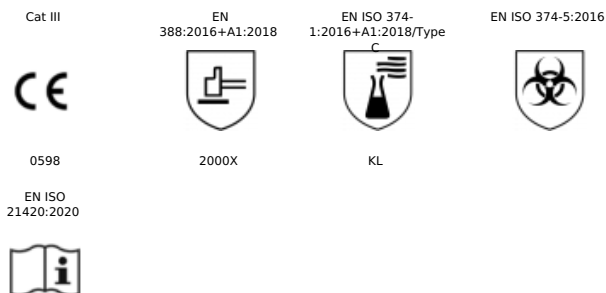 Cat III
EN
388:2016+A1:2018
EN ISO 374-
1:2016+A1:2018/Type
C
EN ISO 374-5:2016
CE
0598
2000X
KL
EN ISO
21420:2020
i